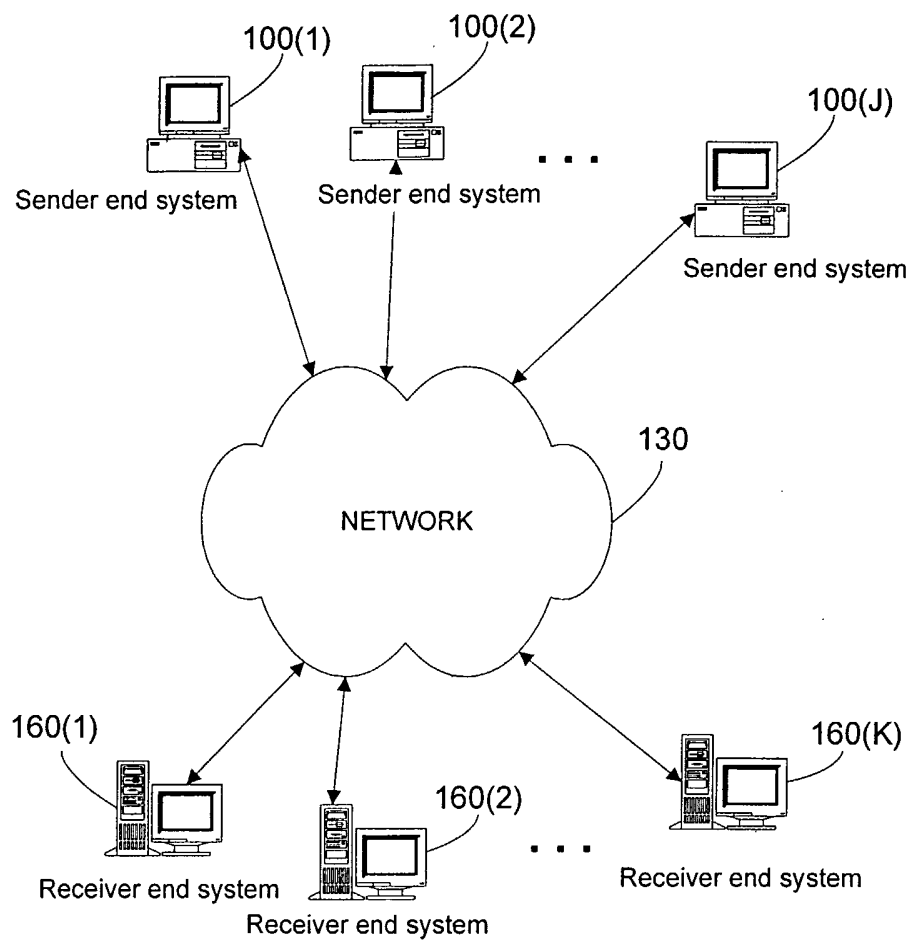 100(1)
100(2)
100(J)
Sender end system
Sender end system
Sender end system
130
NETWORK
160(1)
160(2)
160(K)
Receiver end system
Receiver end system
Receiver end system